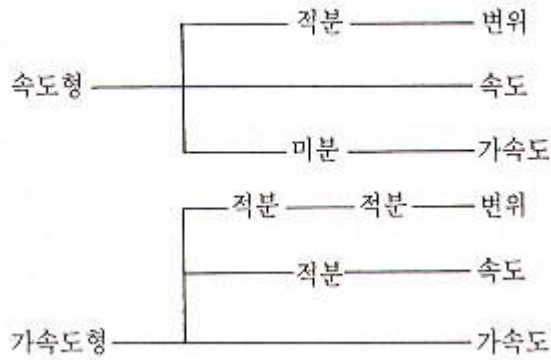 적분 변위
속도형 속도
미분 가속도
적분 적분 변위
적분 속도
가속도형 가속도